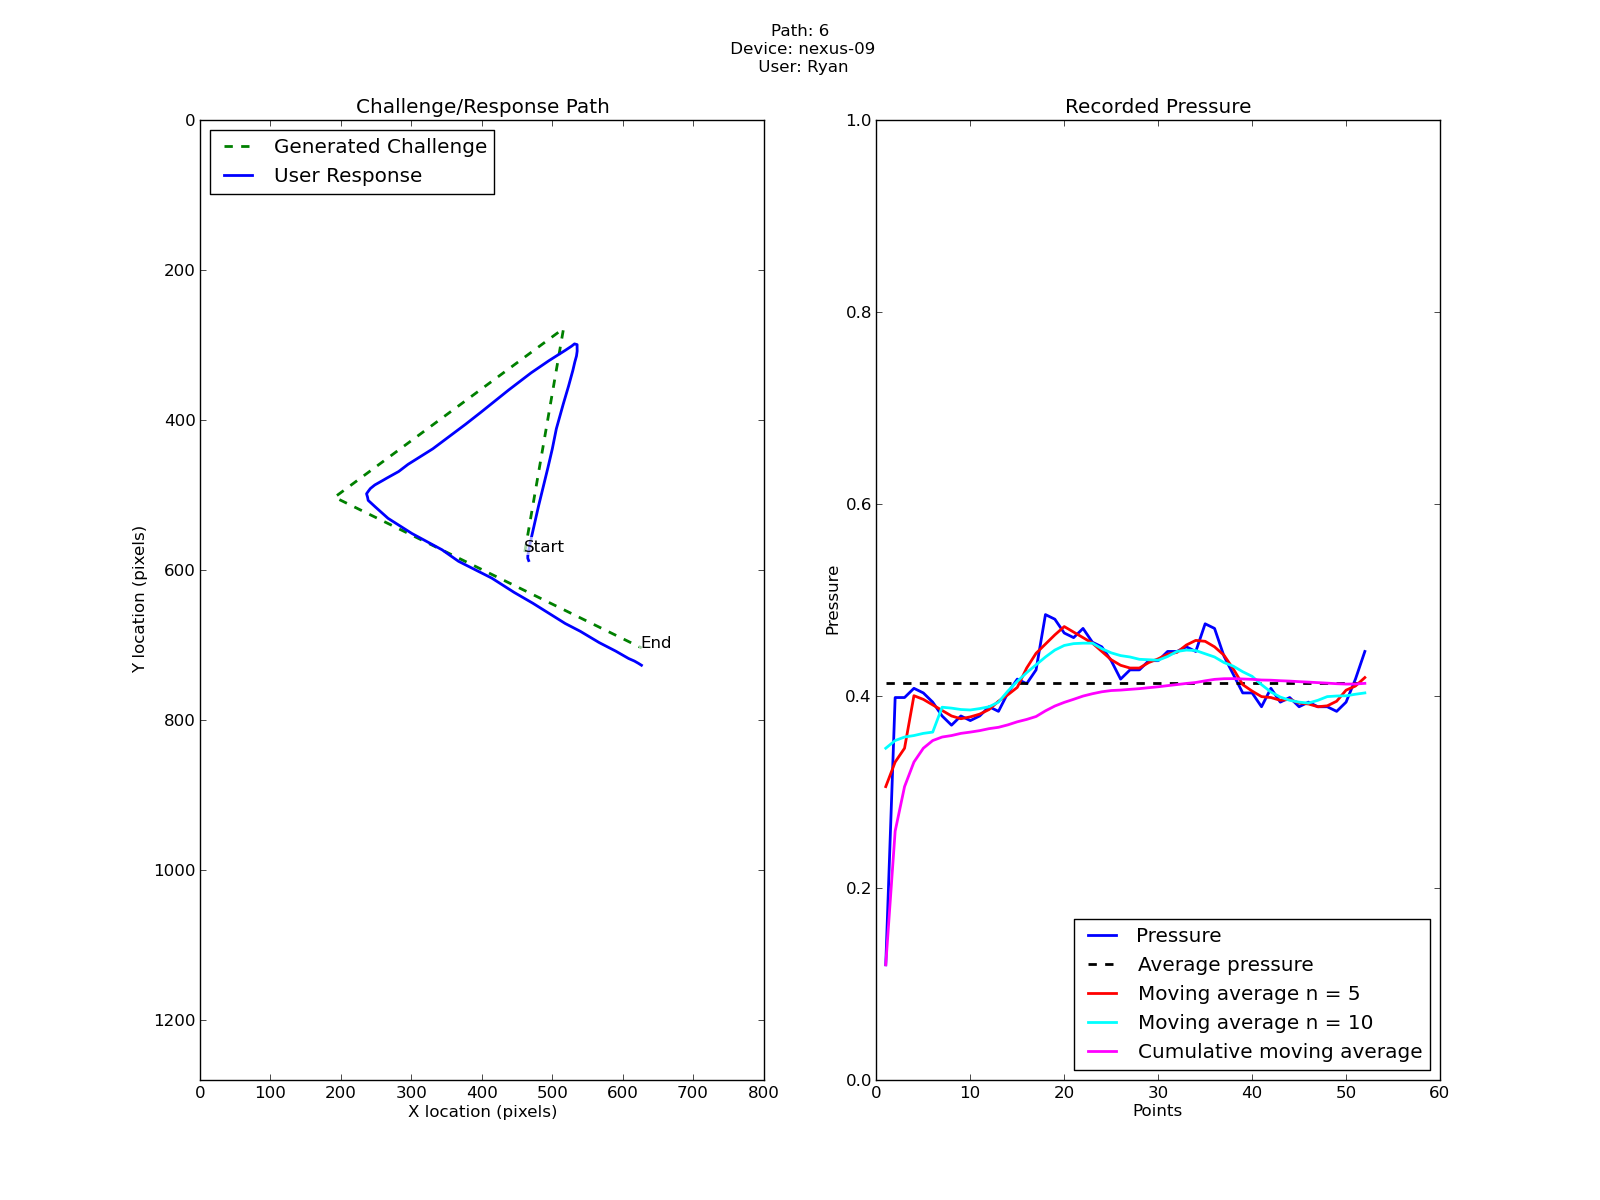 Path: 6
Device: nexus-09
User: Ryan
Challenge/Response Path
Generated Challenge
User Response
0
200
400
600
800
1000
1200
Y location (pixels)
Start
End
0 100 200 300 400 500 600 700 800
X location (pixels)
Recorded Pressure
1.0
0.8
0.6
0.4
0.2
0.0
Pressure
Pressure
Average pressure
Moving average n = 5
Moving average n = 10
Cumulative moving average
0 10 20 30 40 50 60
Points